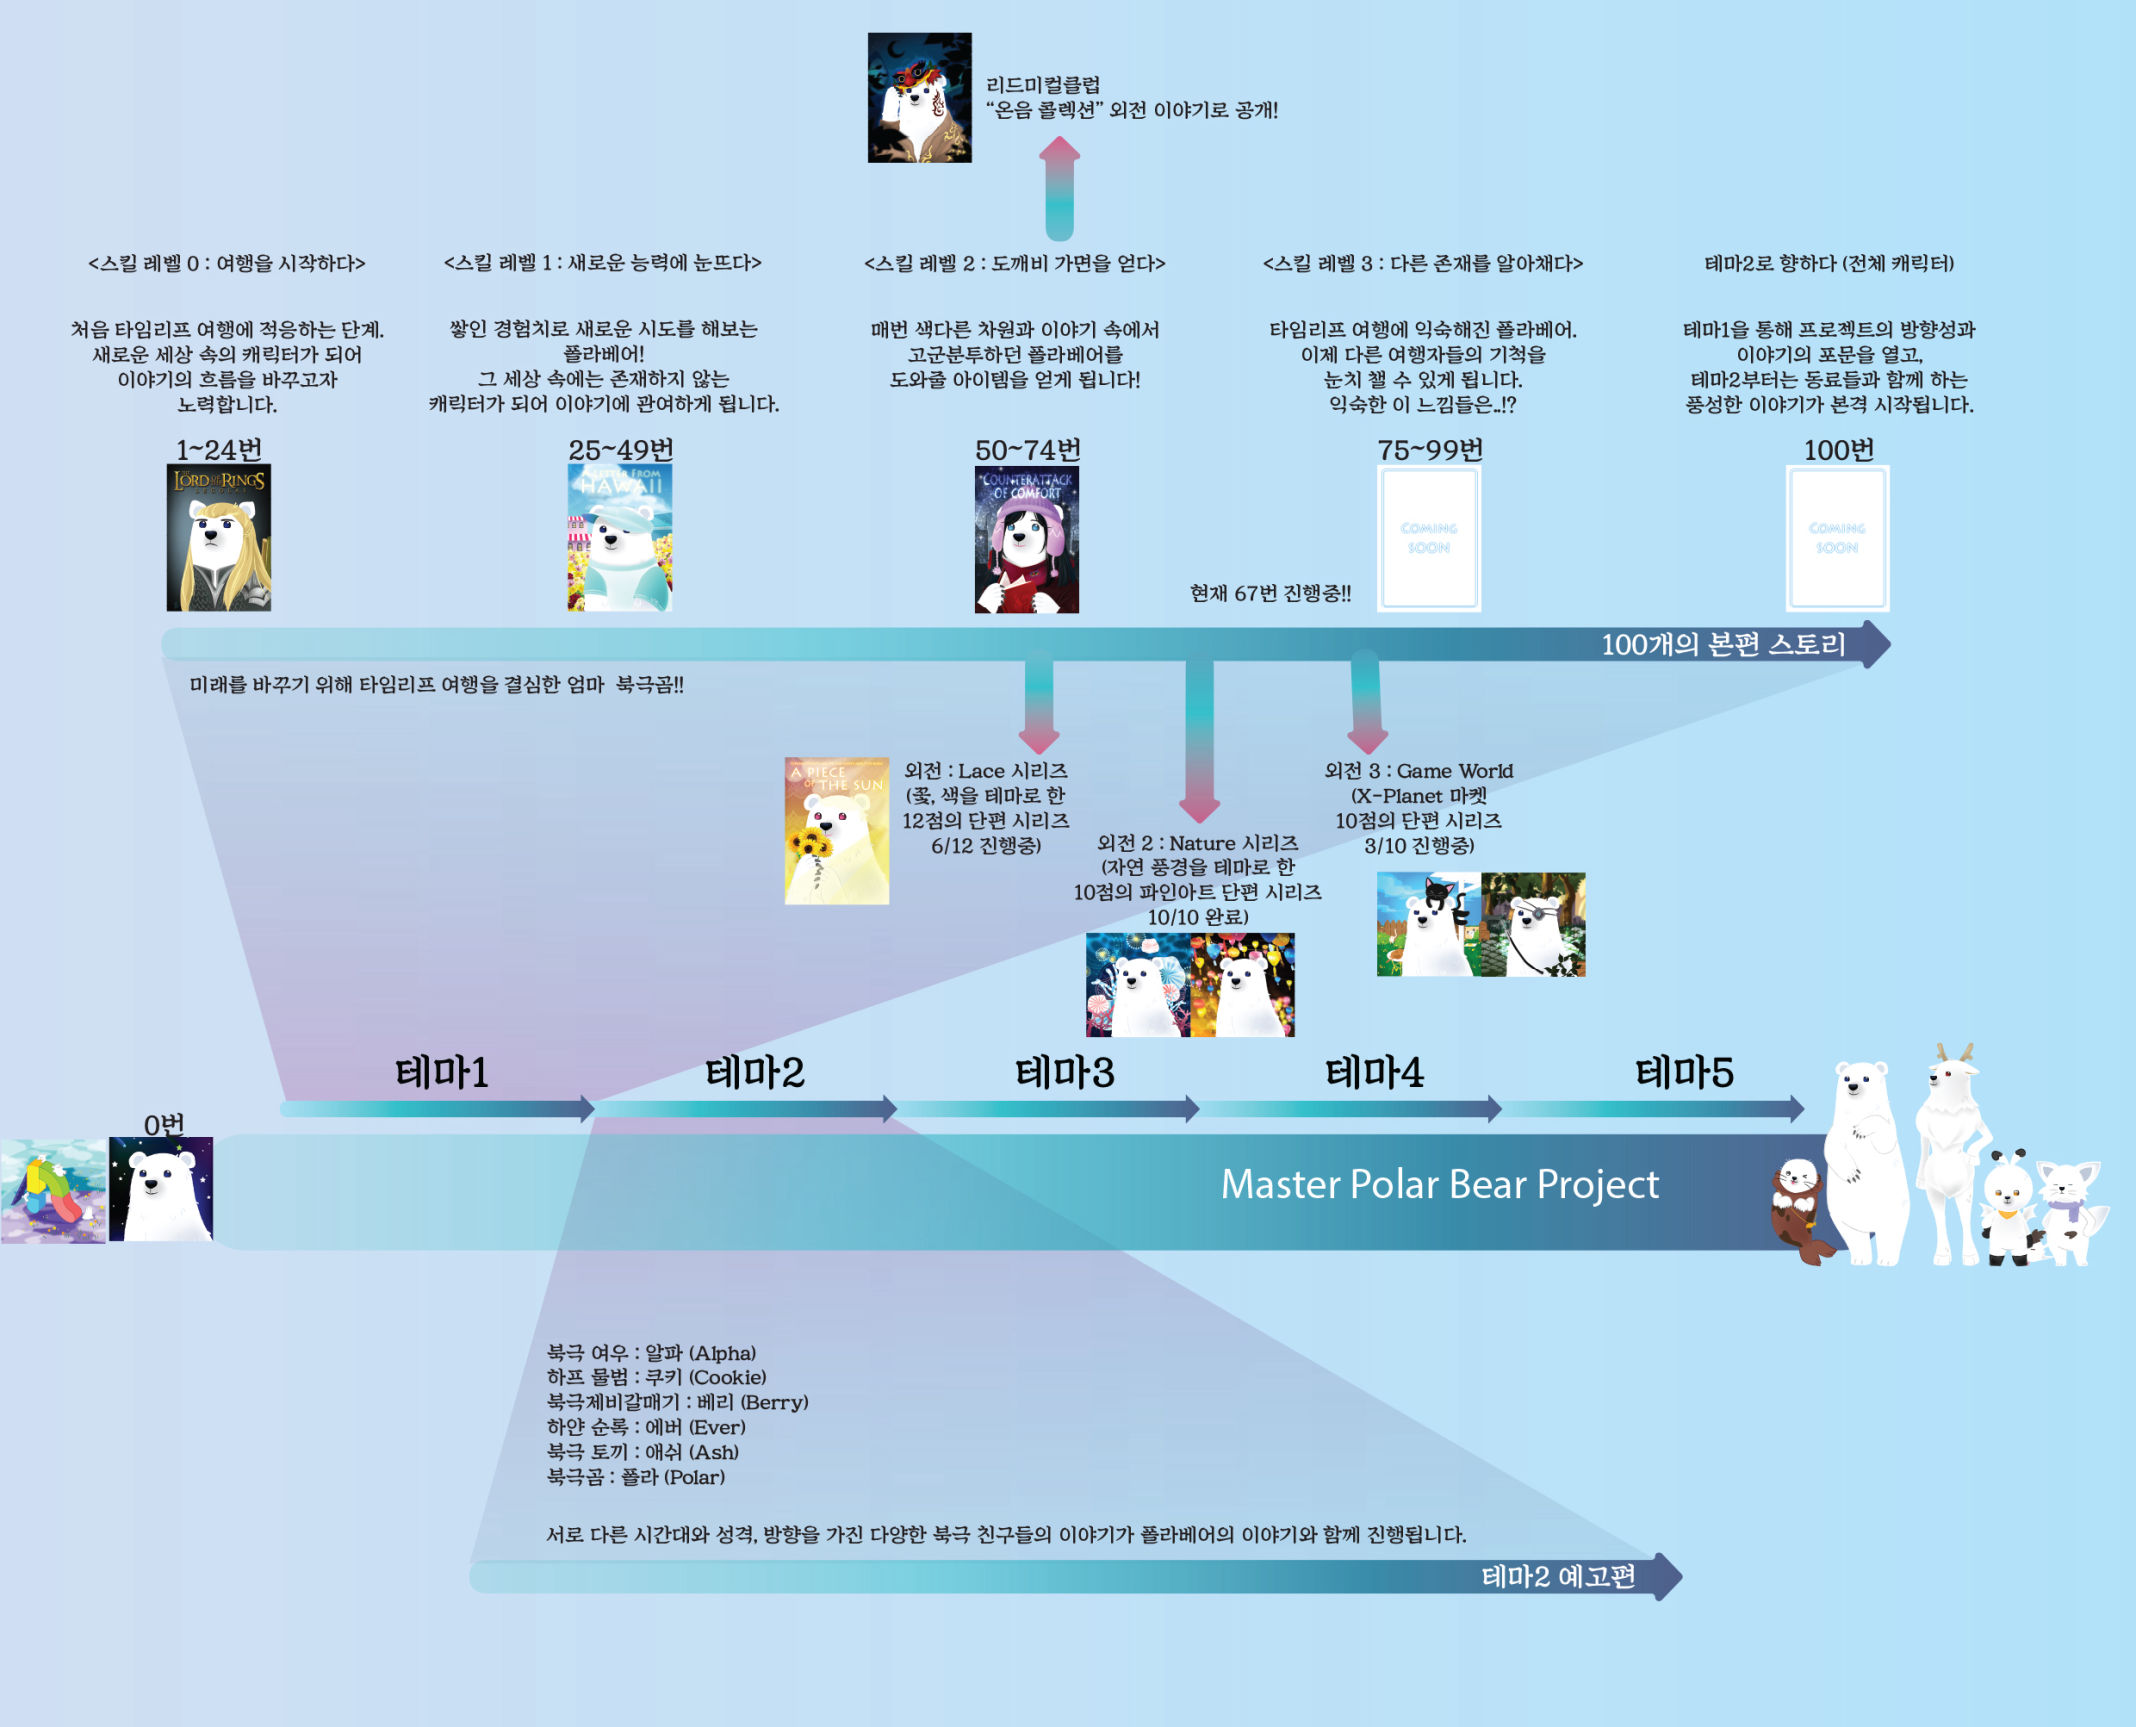 리드미컬클럽
“온음 콜렉션” 외전 이야기로 공개!
<스킬 레벨 0 : 여행을 시작하다>
처음 타임리프 여행에 적응하는 단계.
새로운 세상 속의 캐릭터가 되어
이야기의 흐름을 바꾸고자
노력합니다.
1~24번
THE
LORD OF THE RINGS
LEGOLAS
<스킬 레벨 1 : 새로운 능력에 눈뜨다>
쌓인 경험치로 새로운 시도를 해보는
폴라베어!
그 세상 속에는 존재하지 않는
캐릭터가 되어 이야기에 관여하게 됩니다.
25~49번
A LETTER FROM
HAWAII
<스킬 레벨 2 : 도깨비 가면을 얻다>
매번 색다른 차원과 이야기 속에서
고군분투하던 폴라베어를
도와줄 아이템을 얻게 됩니다!
50~74번
COUNTERATTACK
OF COMFORT
<스킬 레벨 3 : 다른 존재를 알아채다>
타임리프 여행에 익숙해진 폴라베어.
이제 다른 여행자들의 기척을
눈치 챌 수 있게 됩니다.
익숙한 이 느낌들은..!?
75~99번
COMING
SOON
테마2로 향하다 (전체 캐릭터)
테마1을 통해 프로젝트의 방향성과
이야기의 포문을 열고,
테마2부터는 동료들과 함께 하는
풍성한 이야기가 본격 시작됩니다.
100번
COMING
SOON
현재 67번 진행중!!
100개의 본편 스토리
미래를 바꾸기 위해 타임리프 여행을 결심한 엄마 북극곰!!
A PIECE
OF THE SUN
외전 : Lace 시리즈
(꽃, 색을 테마로 한
12점의 단편 시리즈
6/12 진행중)
외전 2 : Nature 시리즈
(자연 풍경을 테마로 한
10점의 파인아트 단편 시리즈
10/10 완료)
외전 3 : Game World
(X-Planet 마켓
10점의 단편 시리즈
3/10 진행중)
테마1
테마2
테마3
테마4
테마5
0번
Master Polar Bear Project
북극 여우 : 알파 (Alpha)
하프 물범 : 쿠키 (Cookie)
북극제비갈매기 : 베리 (Berry)
하얀 순록 : 에버 (Ever)
북극 토끼 : 애쉬 (Ash)
북극곰 : 폴라 (Polar)
서로 다른 시간대와 성격, 방향을 가진 다양한 북극 친구들의 이야기가 폴라베어의 이야기와 함께 진행됩니다.
테마2 예고편